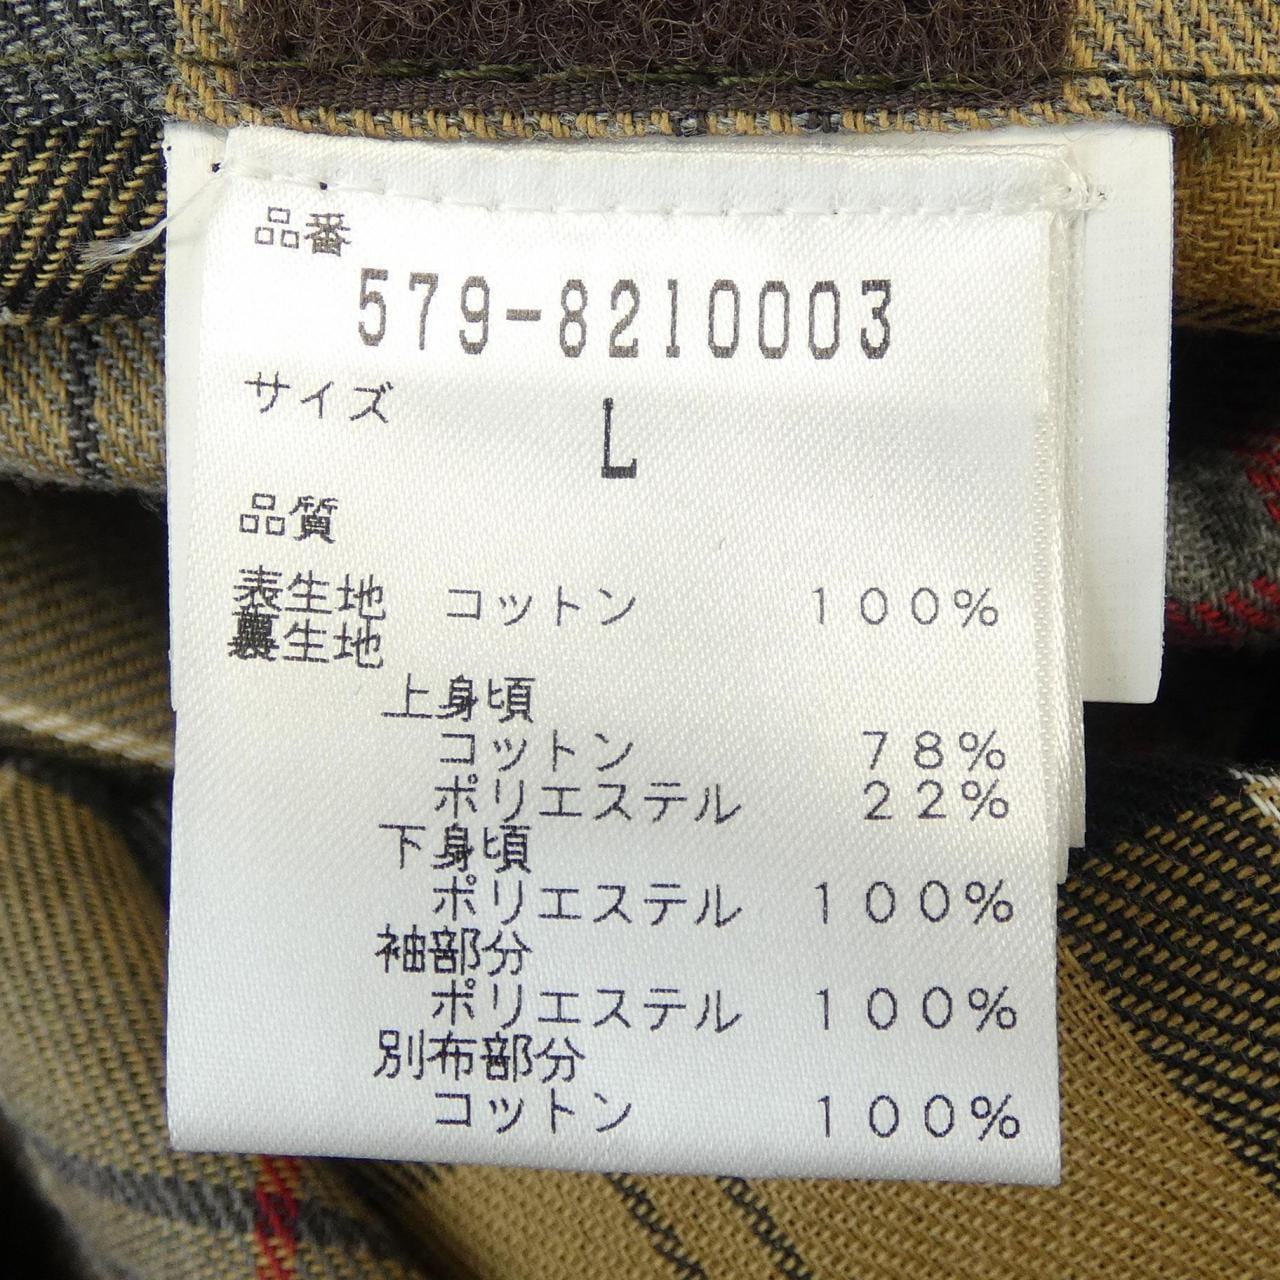 品番
579-8210003
サイズ
L
品質
表生地 コットン 100%
裏生地
上身頃
コットン 78%
ポリエステル 22%
下身頃
ポリエステル 100%
袖部分
ポリエステル 100%
別布部分
コットン 100%